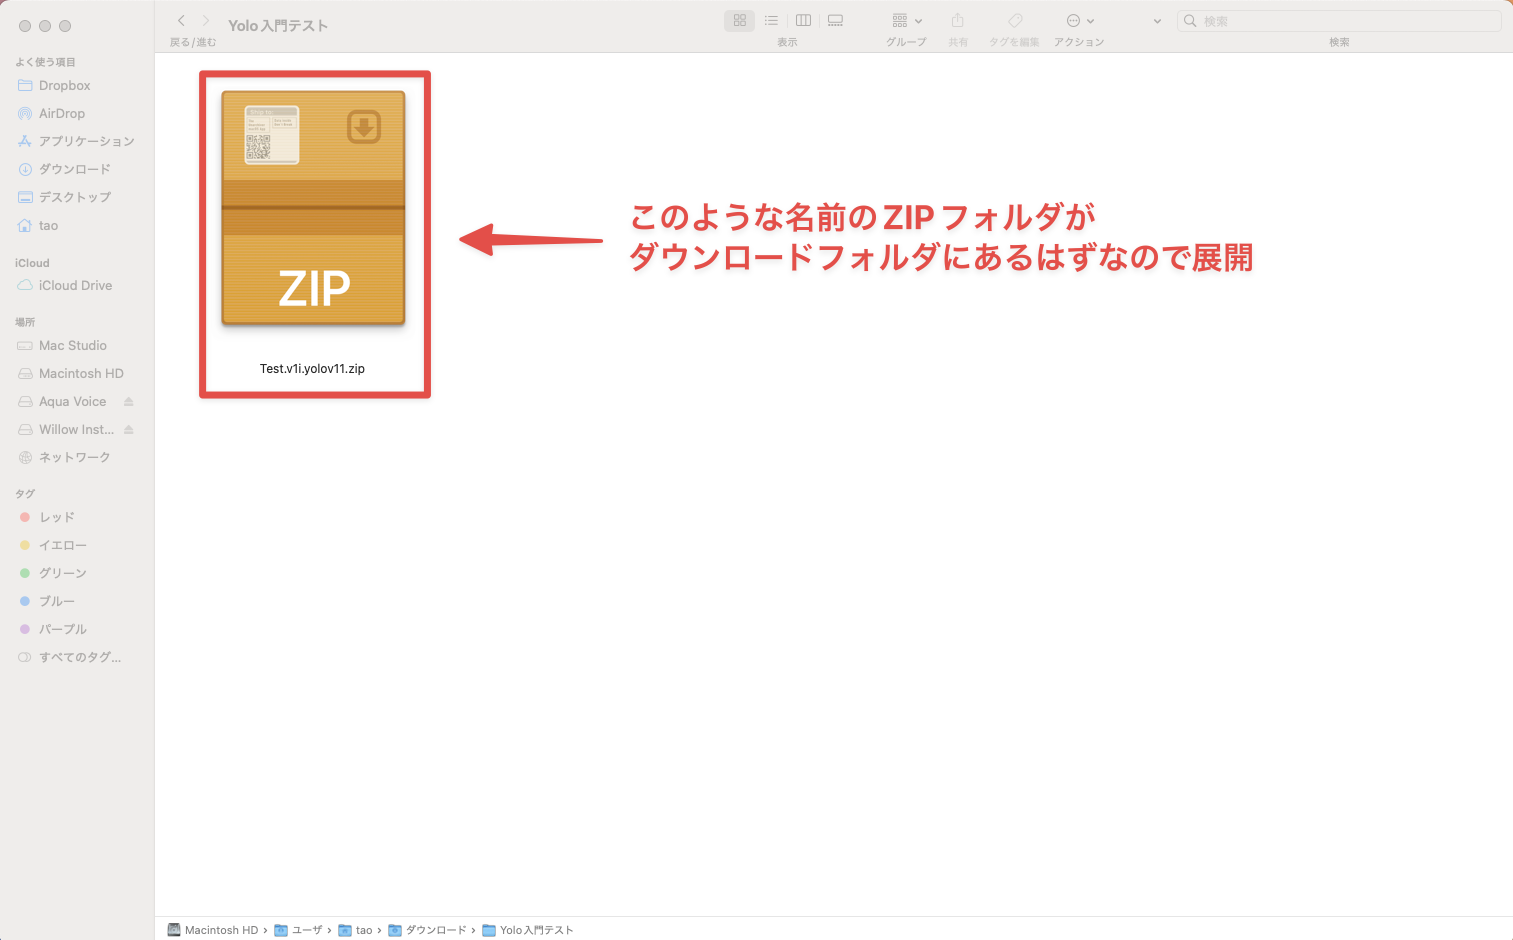 Yolo入門テスト
戻る/進む
表示
グループ
共有
タグを編集
アクション
検索
検索
よく使う項目
Dropbox
AirDrop
アプリケーション
ダウンロード
デスクトップ
tao
iCloud
iCloud Drive
場所
Mac Studio
Macintosh HD
Aqua Voice
Willow Inst...
ネットワーク
タグ
レッド
イエロー
グリーン
ブルー
パープル
すべてのタグ...
ZIP
Test.v1i.yolov11.zip
このような名前のZIPフォルダが
ダウンロードフォルダにあるはずなので展開
Macintosh HD › ユーザ › tao › ダウンロード › Yolo入門テスト